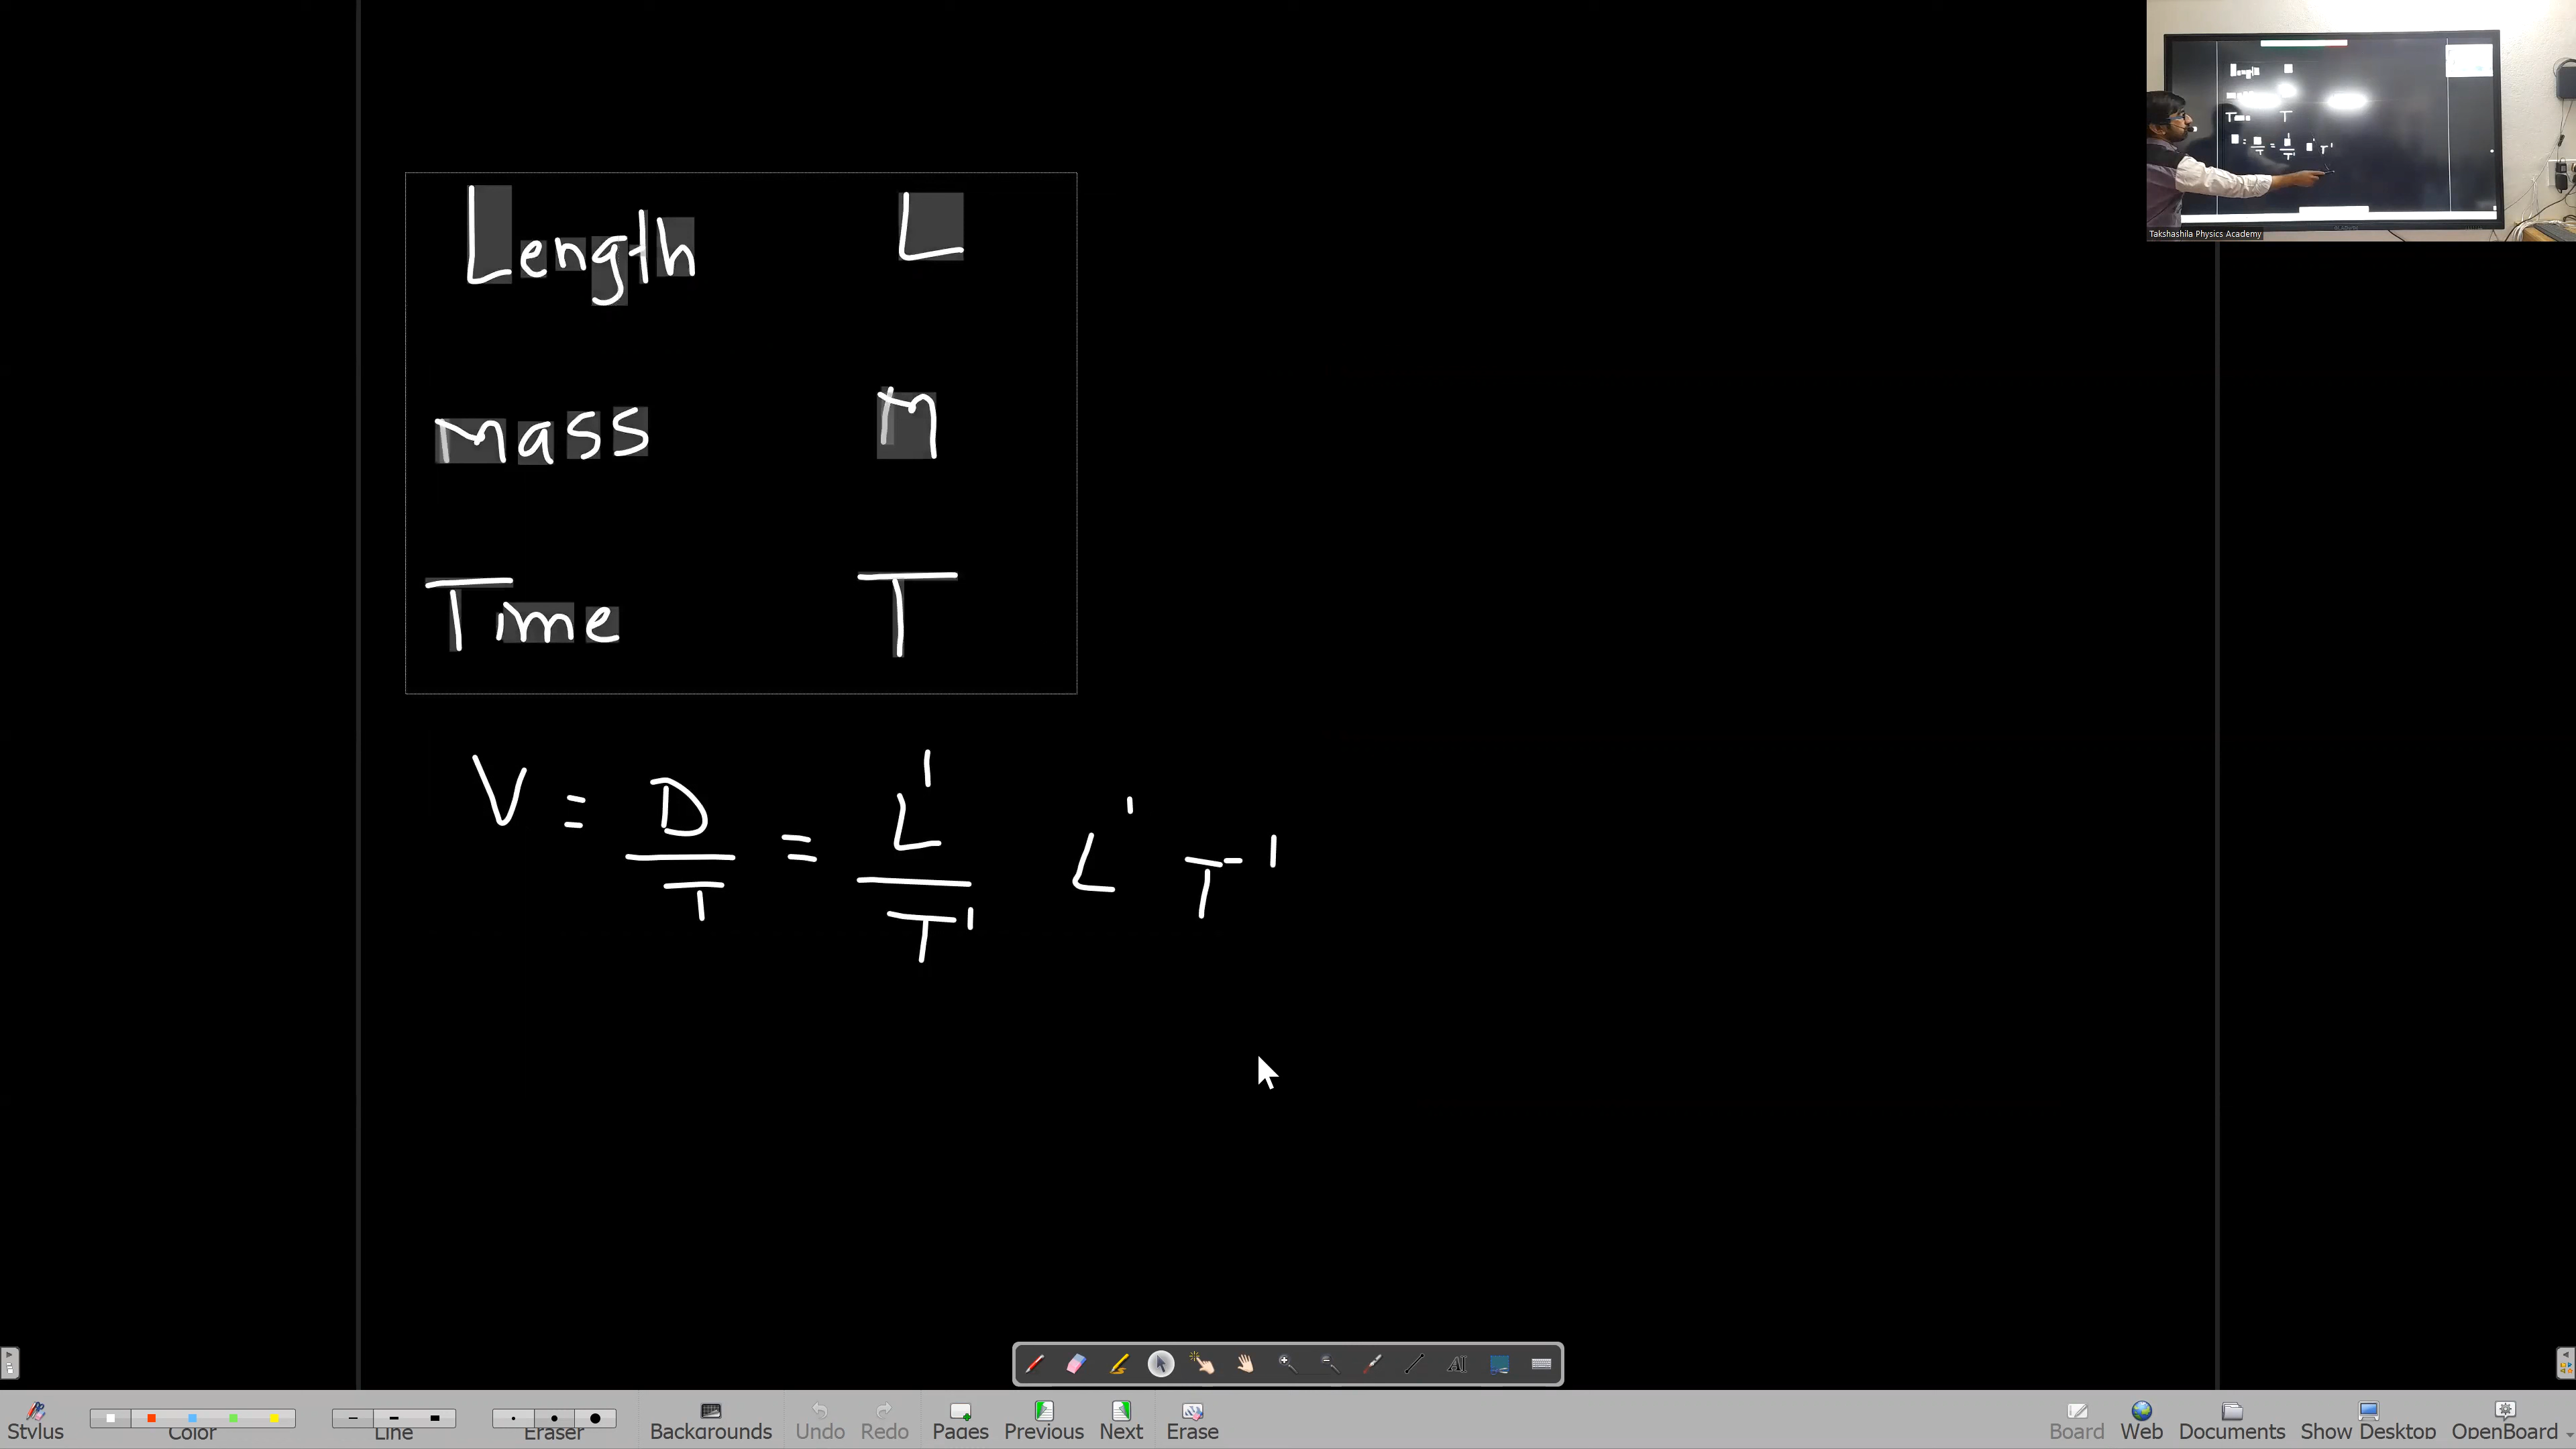 Takshashila Physics Academy
Length L
Mass M
Time T
V = D/T = L¹/T¹ L¹ T⁻¹
Stylus Color Line Eraser Backgrounds Undo Redo Pages Previous Next Erase Board Web Documents Show Desktop OpenBoard